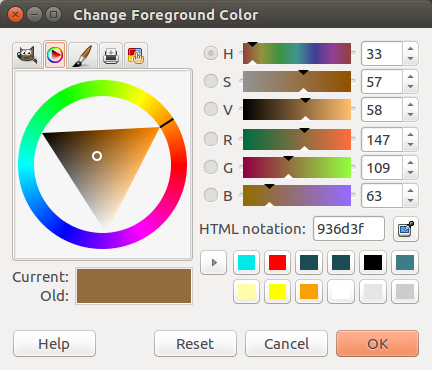 Change Foreground Color
H 33
S 57
V 58
R 147
G 109
B 63
HTML notation: 936d3f
Current:
Old:
Help Reset Cancel OK